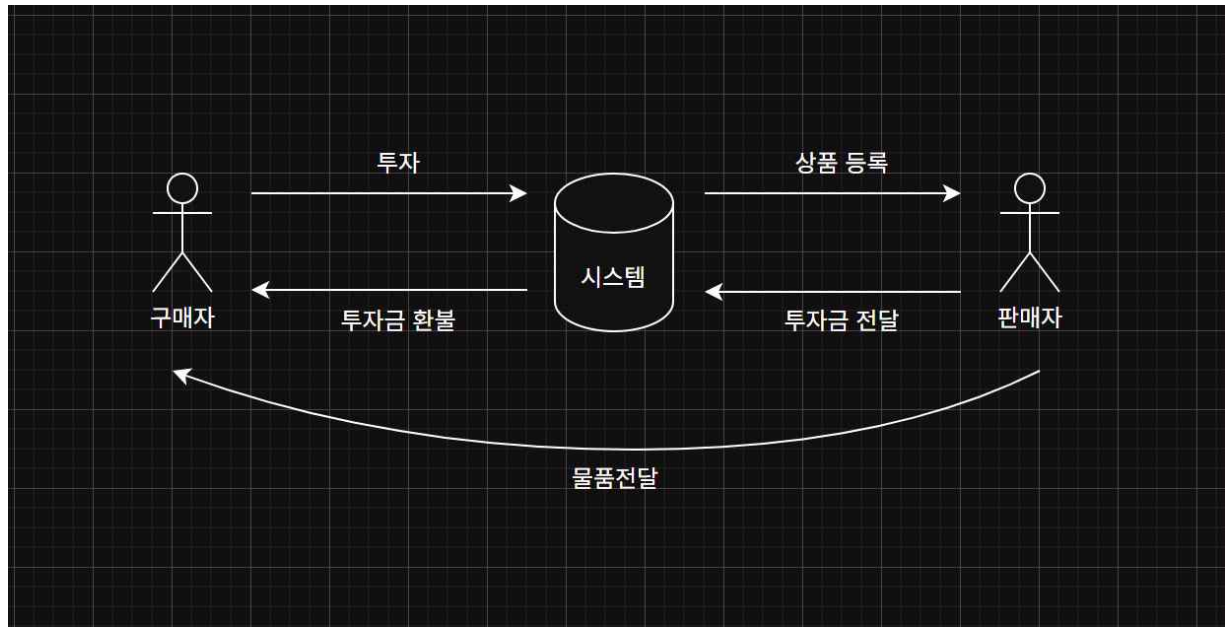 투자
상품 등록
시스템
구매자
투자금 환불
투자금 전달
판매자
물품전달